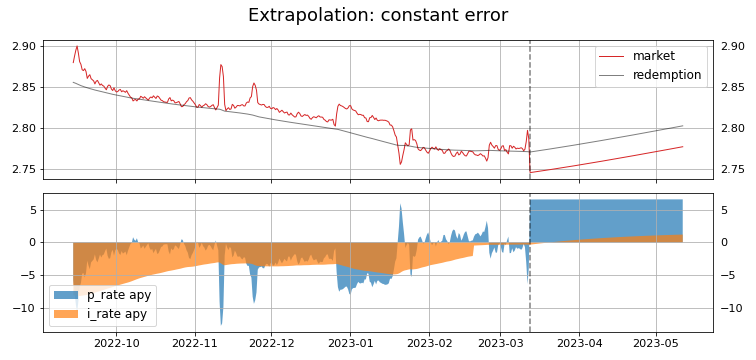 Extrapolation: constant error
2.90 2.90
market
redemption
2.85 2.85
2.80 2.80
2.75 2.75
5 5
0 0
−5 −5
p_rate apy
i_rate apy
−10 −10
2022-10 2022-11 2022-12 2023-01 2023-02 2023-03 2023-04 2023-05